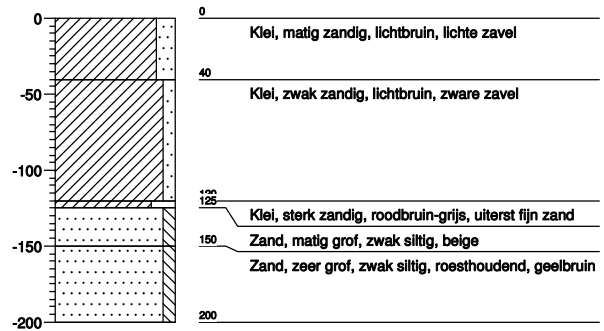 0
0
Klei, matig zandig, lichtbruin, lichte zavel
40
-50
Klei, zwak zandig, lichtbruin, zware zavel
-100
120
125
Klei, sterk zandig, roodbruin-grijs, uiterst fijn zand
-150
150
Zand, matig grof, zwak siltig, beige
Zand, zeer grof, zwak siltig, roesthoudend, geelbruin
-200
200